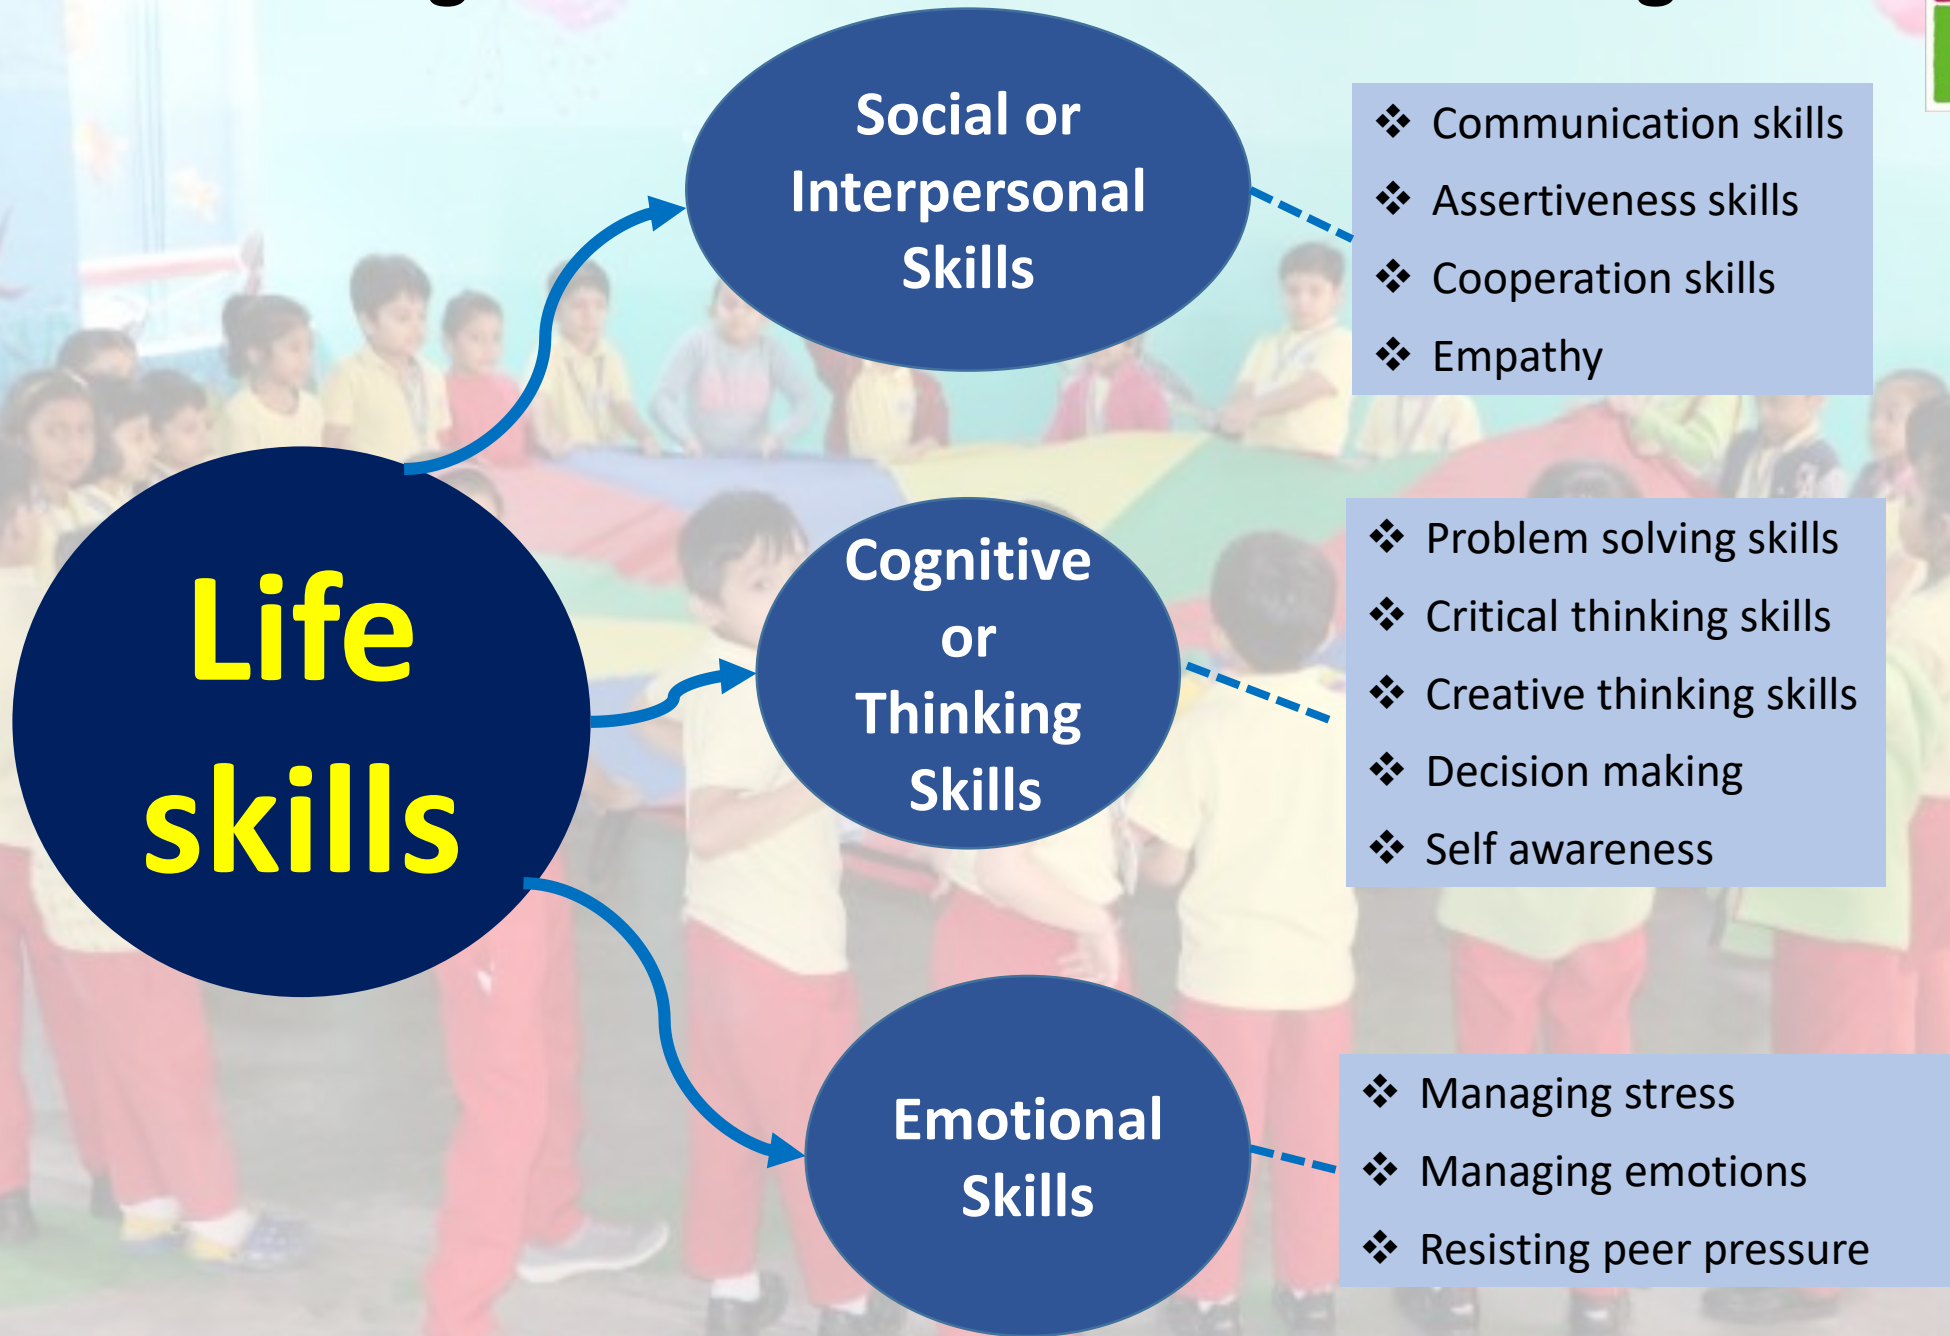 Life
skills
Social or
Interpersonal
Skills
❖ Communication skills
❖ Assertiveness skills
❖ Cooperation skills
❖ Empathy
Cognitive
or
Thinking
Skills
❖ Problem solving skills
❖ Critical thinking skills
❖ Creative thinking skills
❖ Decision making
❖ Self awareness
Emotional
Skills
❖ Managing stress
❖ Managing emotions
❖ Resisting peer pressure